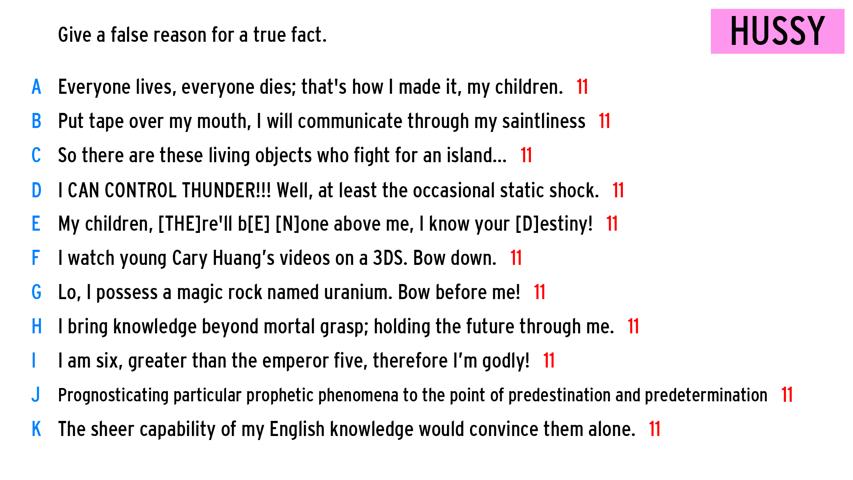 Give a false reason for a true fact.
HUSSY
A Everyone lives, everyone dies; that's how I made it, my children. 11
B Put tape over my mouth, I will communicate through my saintliness 11
C So there are these living objects who fight for an island... 11
D I CAN CONTROL THUNDER!!! Well, at least the occasional static shock. 11
E My children, [THE]re'll b[E] [N]one above me, I know your [D]estiny! 11
F I watch young Cary Huang’s videos on a 3DS. Bow down. 11
G Lo, I possess a magic rock named uranium. Bow before me! 11
H I bring knowledge beyond mortal grasp; holding the future through me. 11
I I am six, greater than the emperor five, therefore I’m godly! 11
J Prognosticating particular prophetic phenomena to the point of predestination and predetermination 11
K The sheer capability of my English knowledge would convince them alone. 11